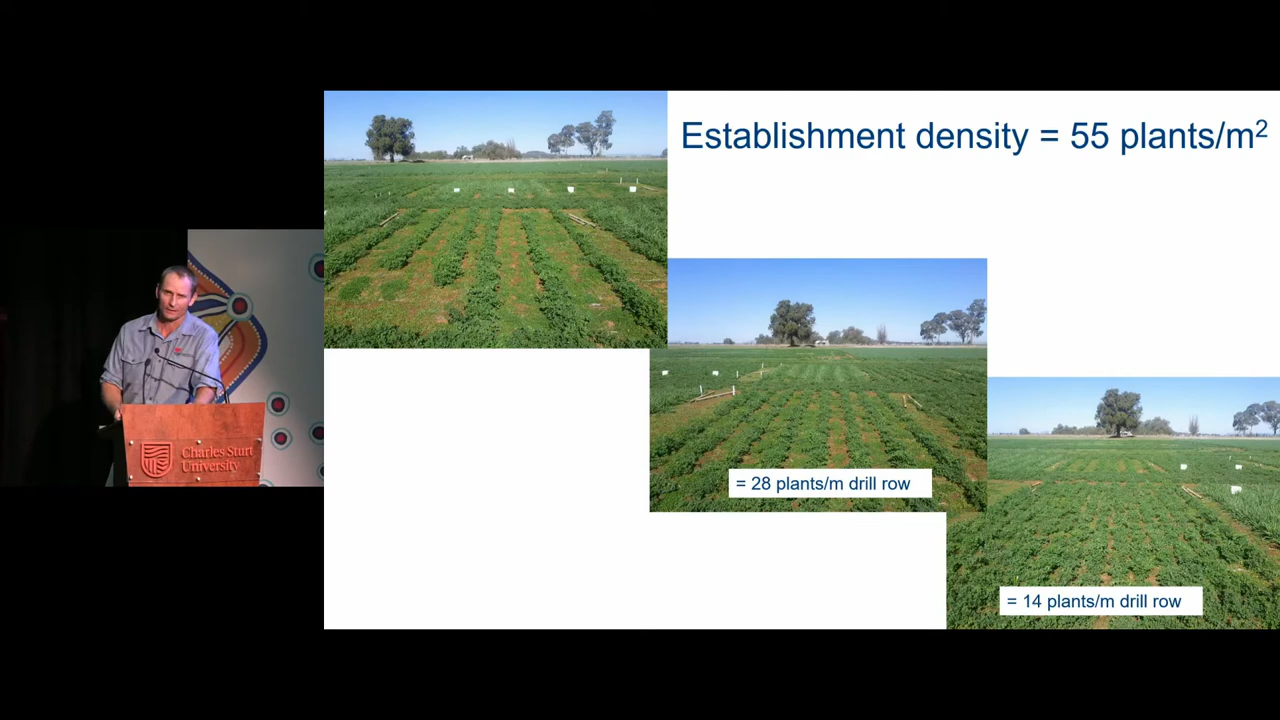 Establishment density = 55 plants/m²
= 28 plants/m drill row
= 14 plants/m drill row
Charles Sturt
University